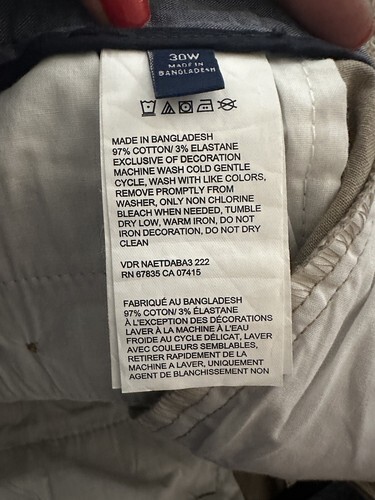 30W
MADE IN
BANGLADESH
MADE IN BANGLADESH
97% COTTON/ 3% ELASTANE
EXCLUSIVE OF DECORATION
MACHINE WASH COLD GENTLE
CYCLE, WASH WITH LIKE COLORS,
REMOVE PROMPTLY FROM
WASHER, ONLY NON CHLORINE
BLEACH WHEN NEEDED, TUMBLE
DRY LOW, WARM IRON, DO NOT
IRON DECORATION, DO NOT DRY
CLEAN
VDR NAETDABA3 222
RN 67835 CA 07415
FABRIQUÉ AU BANGLADESH
97% COTON/ 3% ÉLASTANE
À L'EXCEPTION DES DÉCORATIONS
LAVER À LA MACHINE À L'EAU
FROIDE AU CYCLE DÉLICAT, LAVER
AVEC COULEURS SEMBLABLES,
RETIRER RAPIDEMENT DE LA
MACHINE A LAVER, UNIQUEMENT
AGENT DE BLANCHISSEMENT NON